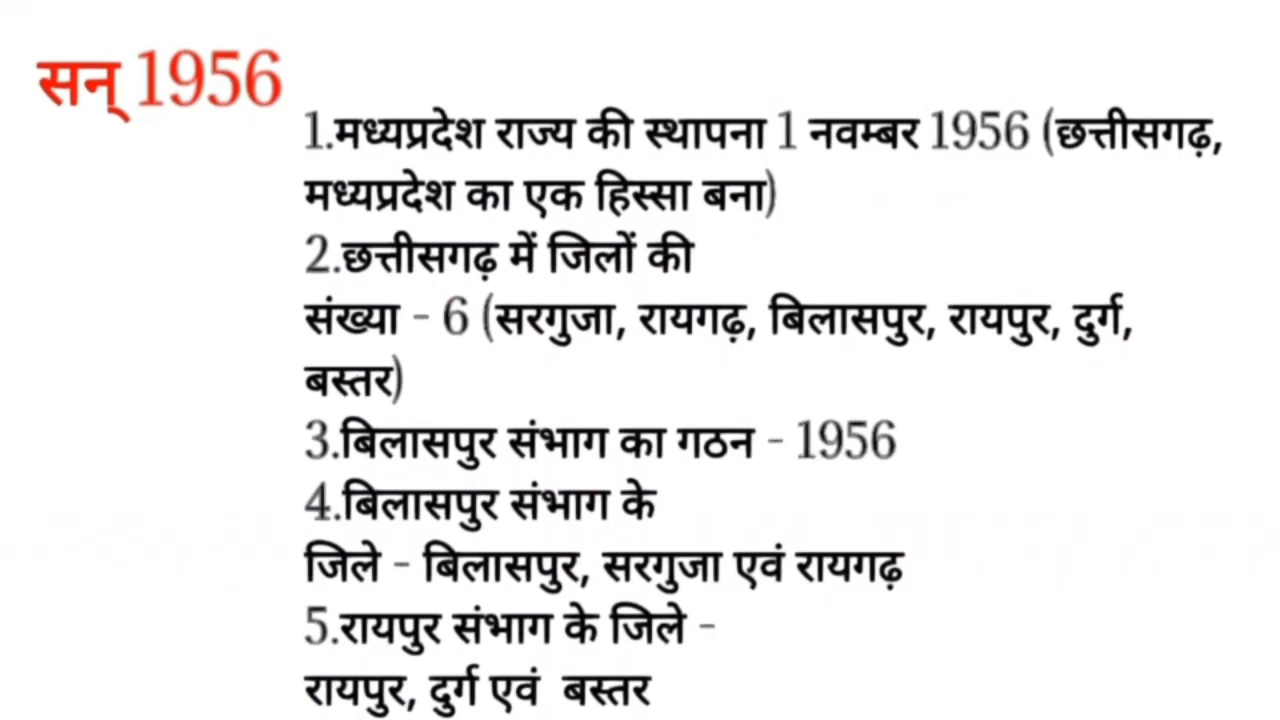 सन् 1956
1.मध्यप्रदेश राज्य की स्थापना 1 नवम्बर 1956 (छत्तीसगढ़,
मध्यप्रदेश का एक हिस्सा बना)
2.छत्तीसगढ़ में जिलों की
संख्या - 6 (सरगुजा, रायगढ़, बिलासपुर, रायपुर, दुर्ग,
बस्तर)
3.बिलासपुर संभाग का गठन - 1956
4.बिलासपुर संभाग के
जिले - बिलासपुर, सरगुजा एवं रायगढ़
5.रायपुर संभाग के जिले -
रायपुर, दुर्ग एवं बस्तर